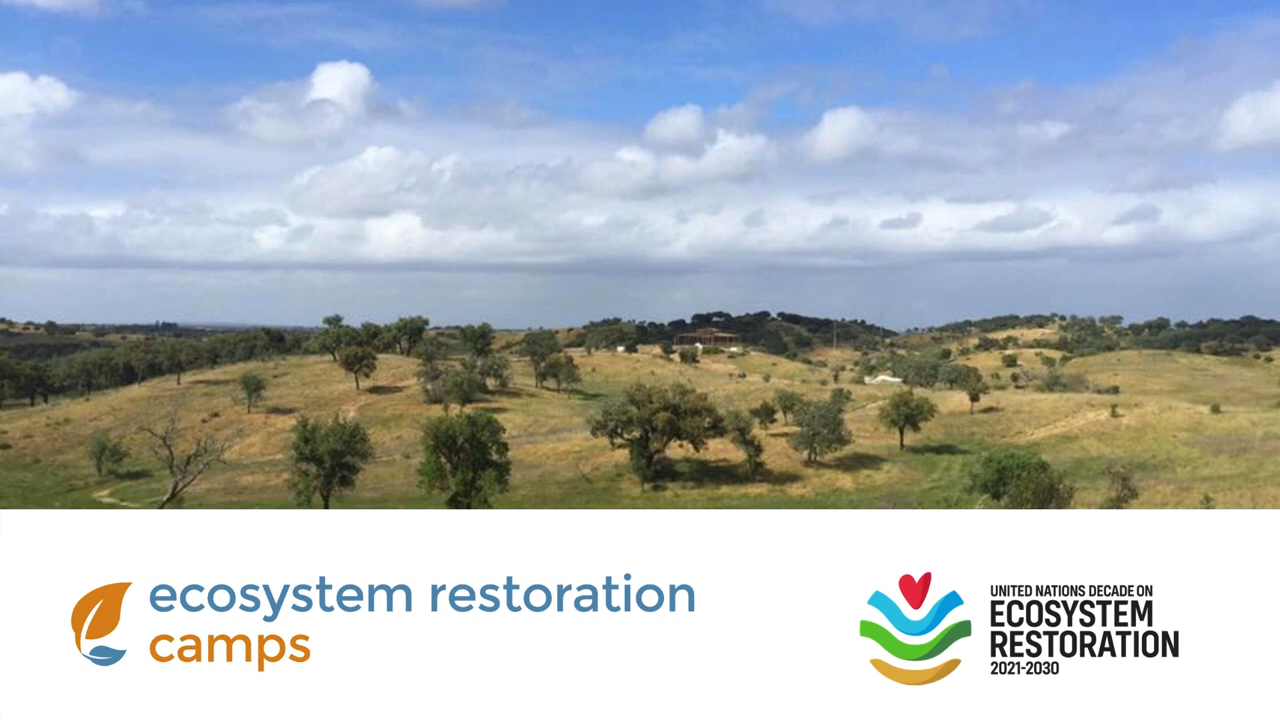 ecosystem restoration
camps
UNITED NATIONS DECADE ON
ECOSYSTEM
RESTORATION
2021-2030